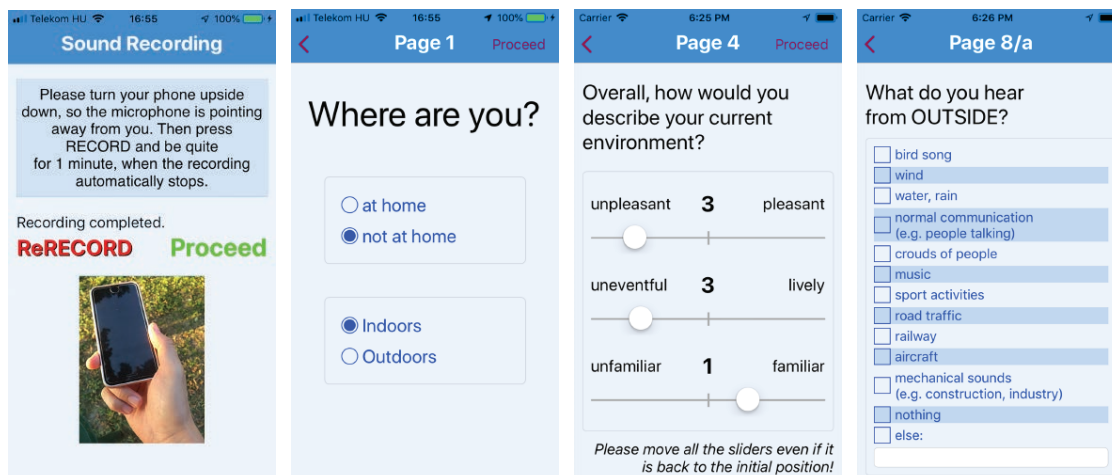 Telekom HU 16:55 100%
Sound Recording
Please turn your phone upside
down, so the microphone is pointing
away from you. Then press
RECORD and be quite
for 1 minute, when the recording
automatically stops.
Recording completed.
ReRECORD Proceed
Telekom HU 16:55 100%
Page 1 Proceed
Where are you?
at home
not at home
Indoors
Outdoors
Carrier 6:25 PM
Page 4 Proceed
Overall, how would you
describe your current
environment?
unpleasant 3 pleasant
uneventful 3 lively
unfamiliar 1 familiar
Please move all the sliders even if it
is back to the initial position!
Carrier 6:26 PM
Page 8/a
What do you hear
from OUTSIDE?
bird song
wind
water, rain
normal communication
(e.g. people talking)
crouds of people
music
sport activities
road traffic
railway
aircraft
mechanical sounds
(e.g. construction, industry)
nothing
else: